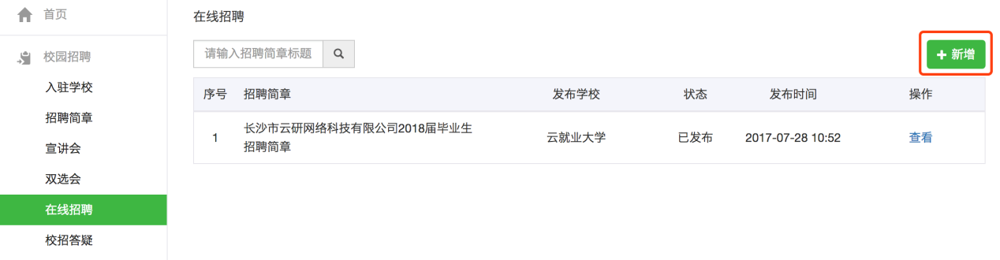 首页
校园招聘
入驻学校
招聘简章
宣讲会
双选会
在线招聘
校招答疑
在线招聘
请输入招聘简章标题
新增
序号 招聘简章 发布学校 状态 发布时间 操作
1 长沙市云研网络科技有限公司2018届毕业生
招聘简章 云就业大学 已发布 2017-07-28 10:52 查看